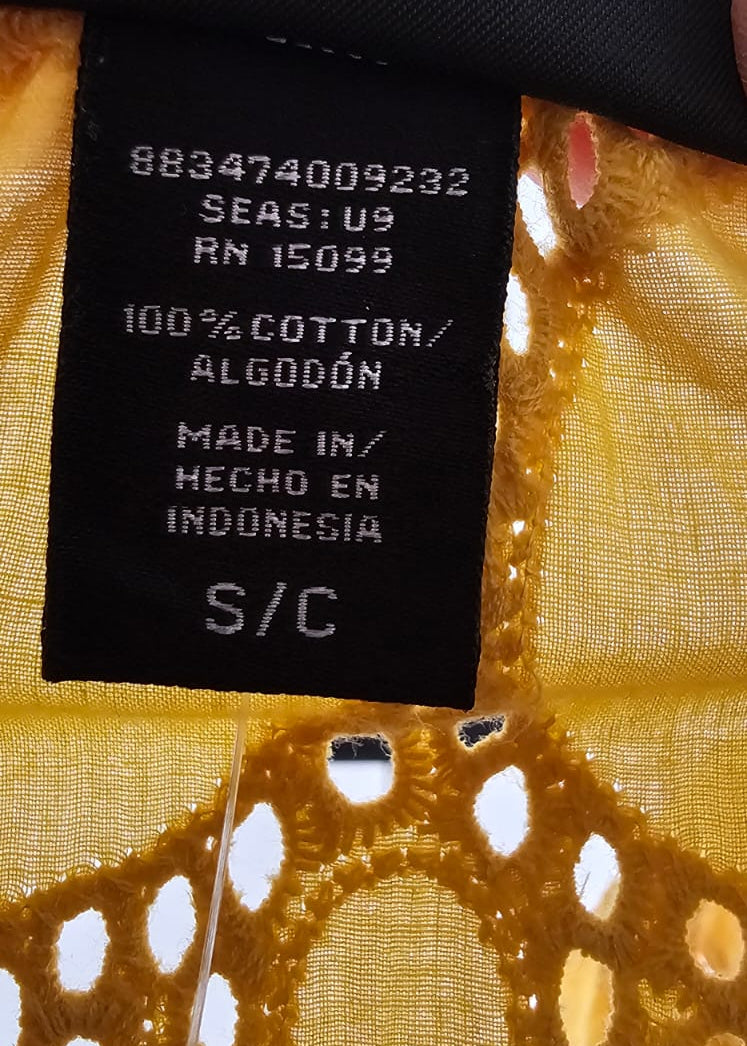 883474009232
SEAS:U9
RN 15099
100%COTTON/
ALGODÓN
MADE IN/
HECHO EN
INDONESIA
S/C